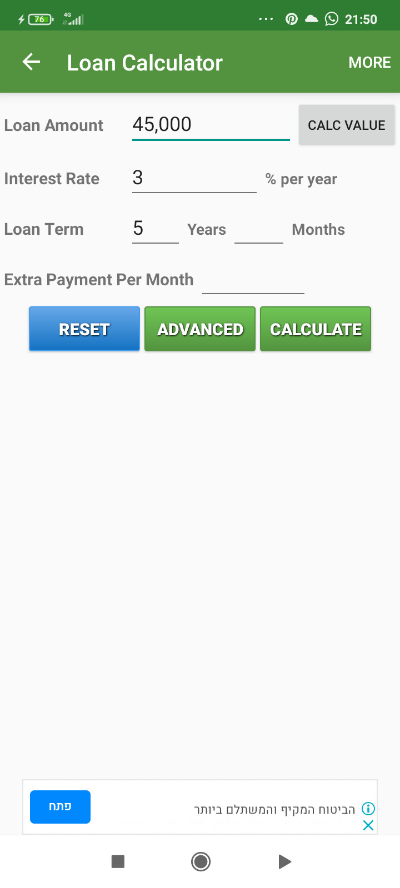 76 4G ... 21:50
Loan Calculator MORE
Loan Amount 45,000 CALC VALUE
Interest Rate 3 % per year
Loan Term 5 Years Months
Extra Payment Per Month
RESET ADVANCED CALCULATE
פתח הביטוח המקיף והמשתלם ביותר